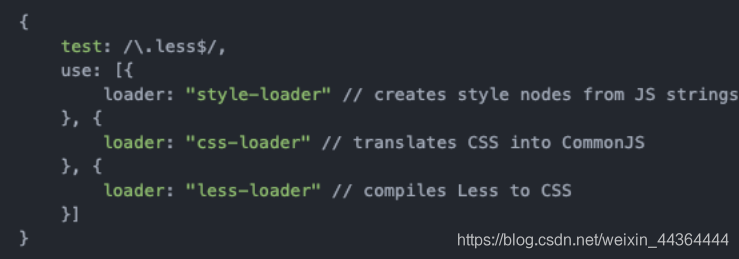 {
    test: /\.less$/,
    use: [{
        loader: "style-loader" // creates style nodes from JS strings
    }, {
        loader: "css-loader" // translates CSS into CommonJS
    }, {
        loader: "less-loader" // compiles Less to CSS
    }]
}
https://blog.csdn.net/weixin_44364444